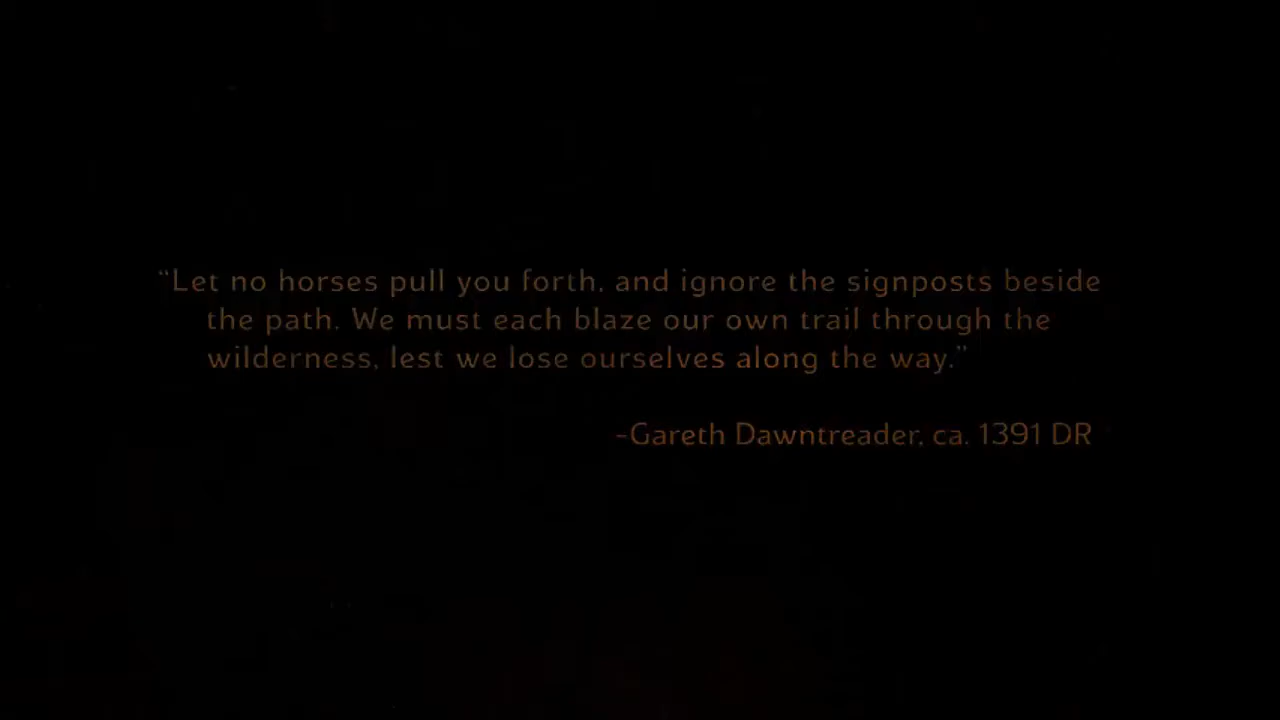 “Let no horses pull you forth, and ignore the signposts beside
the path. We must each blaze our own trail through the
wilderness, lest we lose ourselves along the way.”
-Gareth Dawntreader, ca. 1391 DR